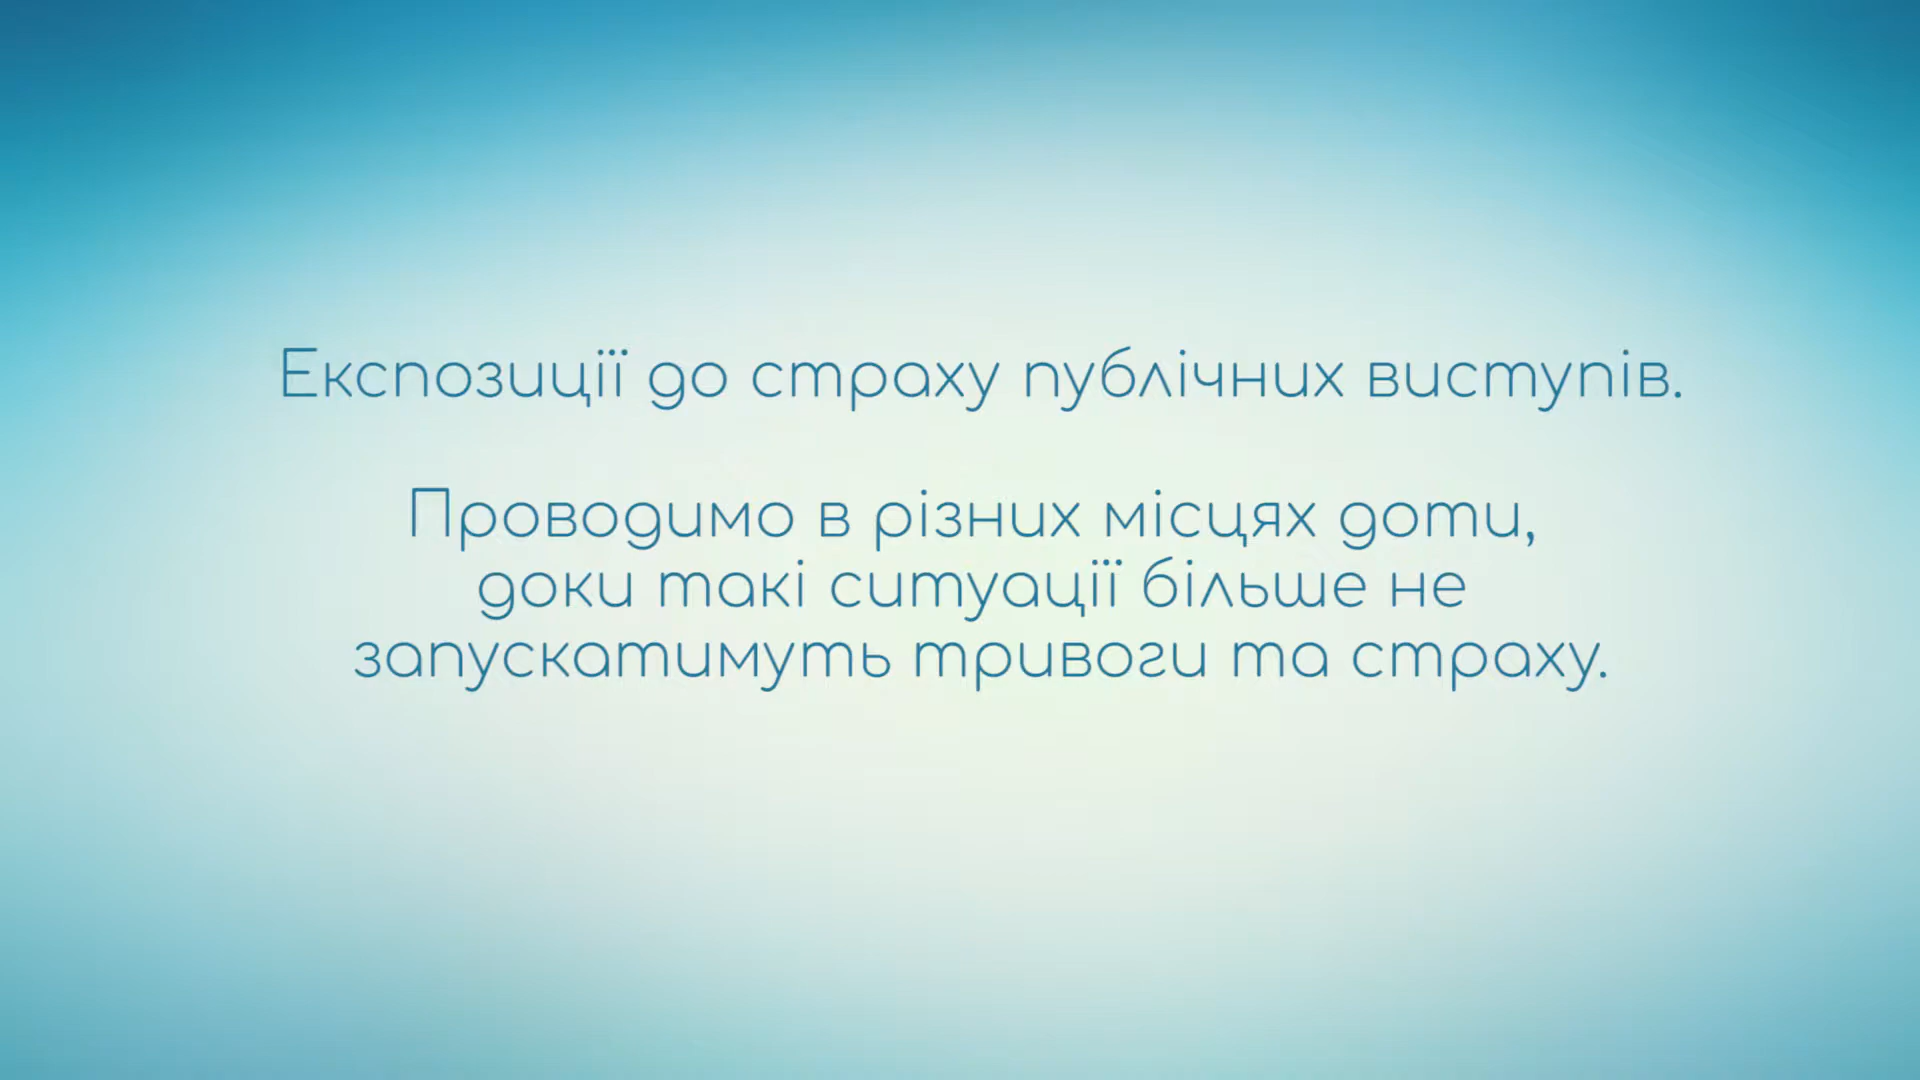 Експозиції до страху публічних виступів.
Проводимо в різних місцях доти,
доки такі ситуації більше не
запускатимуть тривоги та страху.